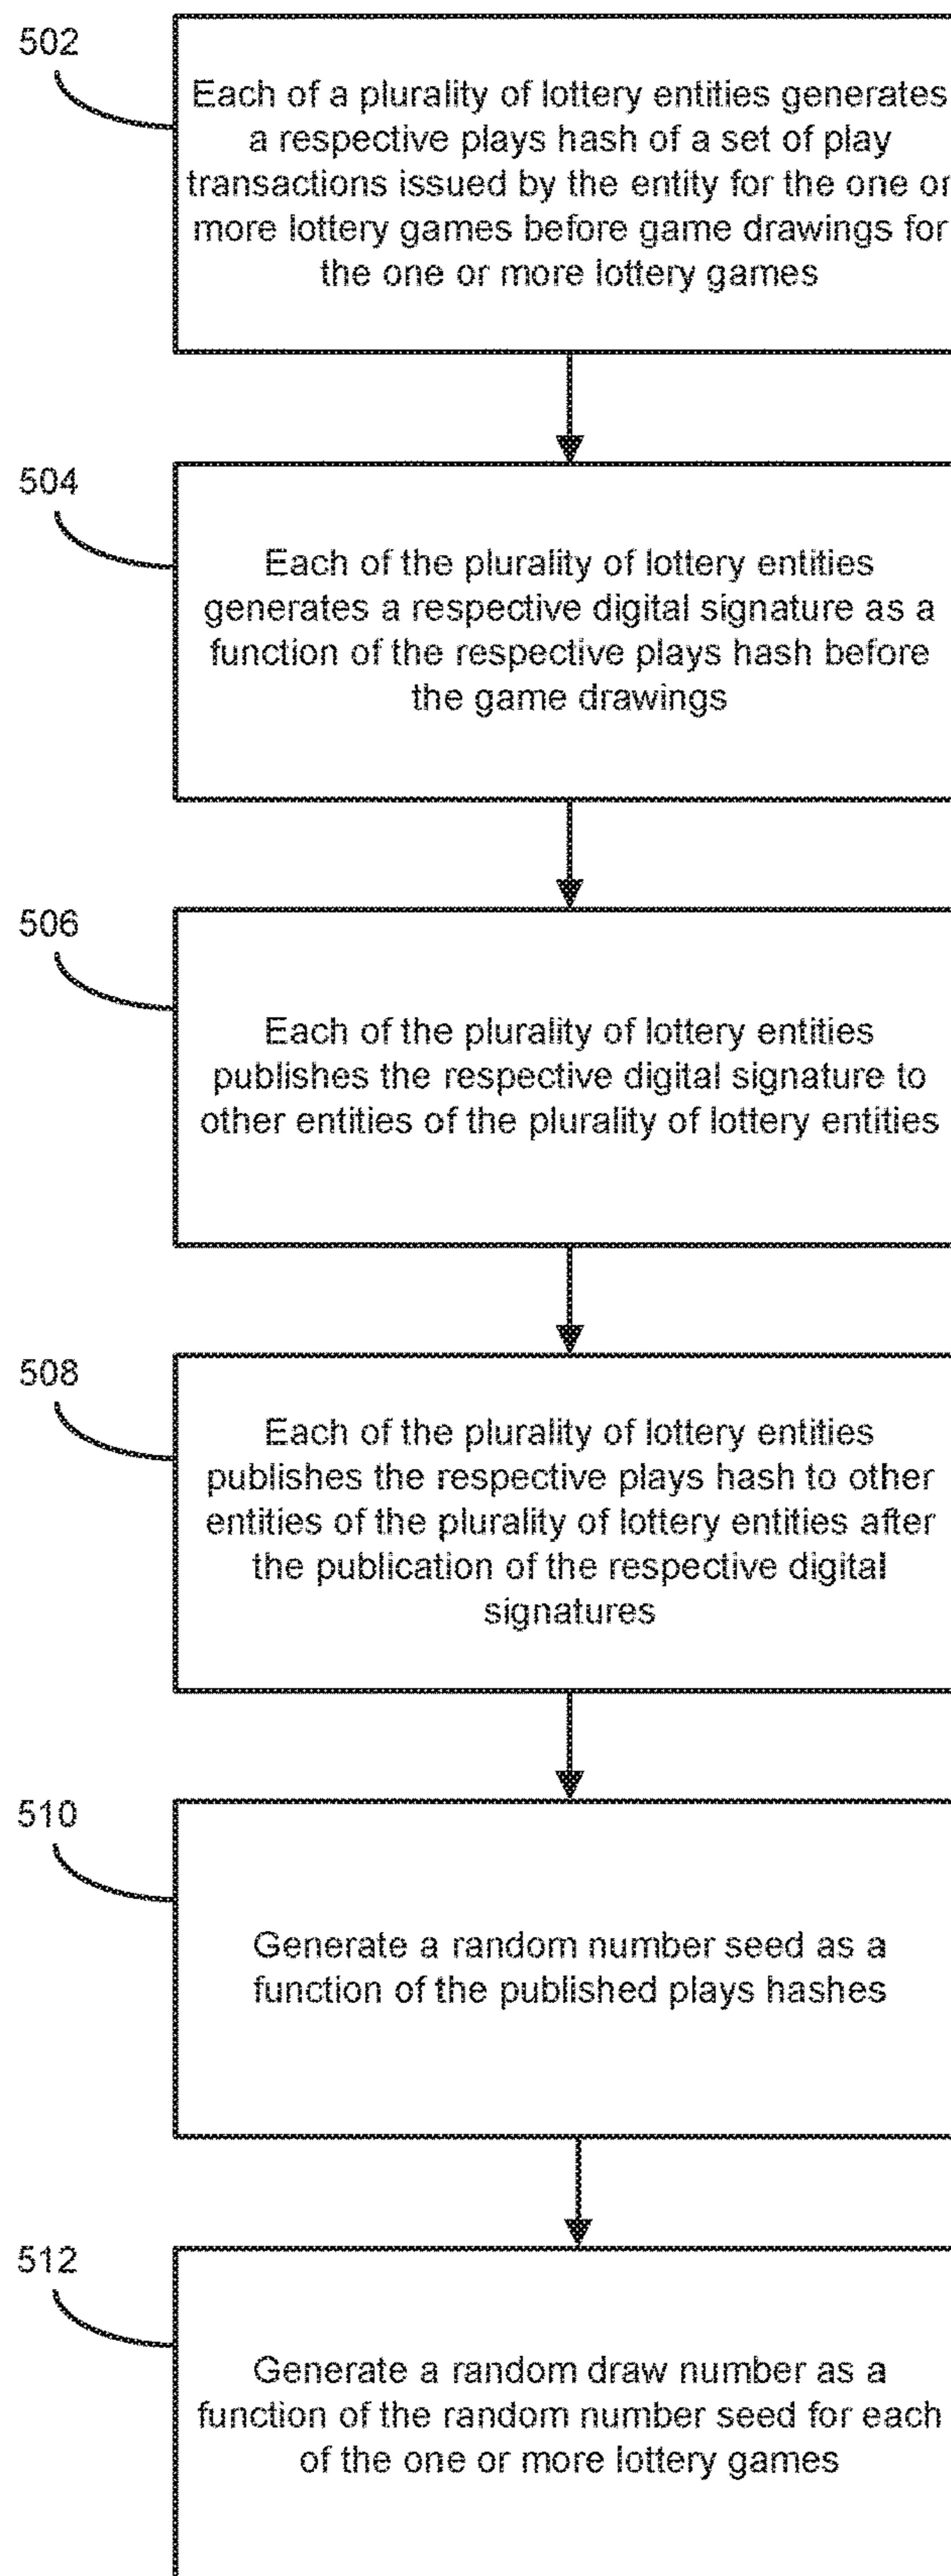 502
Each of a plurality of lottery entities generates
a respective plays hash of a set of play
transactions issued by the entity for the one or
more lottery games before game drawings for
the one or more lottery games
504
Each of the plurality of lottery entities
generates a respective digital signature as a
function of the respective plays hash before
the game drawings
506
Each of the plurality of lottery entities
publishes the respective digital signature to
other entities of the plurality of lottery entities
508
Each of the plurality of lottery entities
publishes the respective plays hash to other
entities of the plurality of lottery entities after
the publication of the respective digital
signatures
510
Generate a random number seed as a
function of the published plays hashes
512
Generate a random draw number as a
function of the random number seed for each
of the one or more lottery games